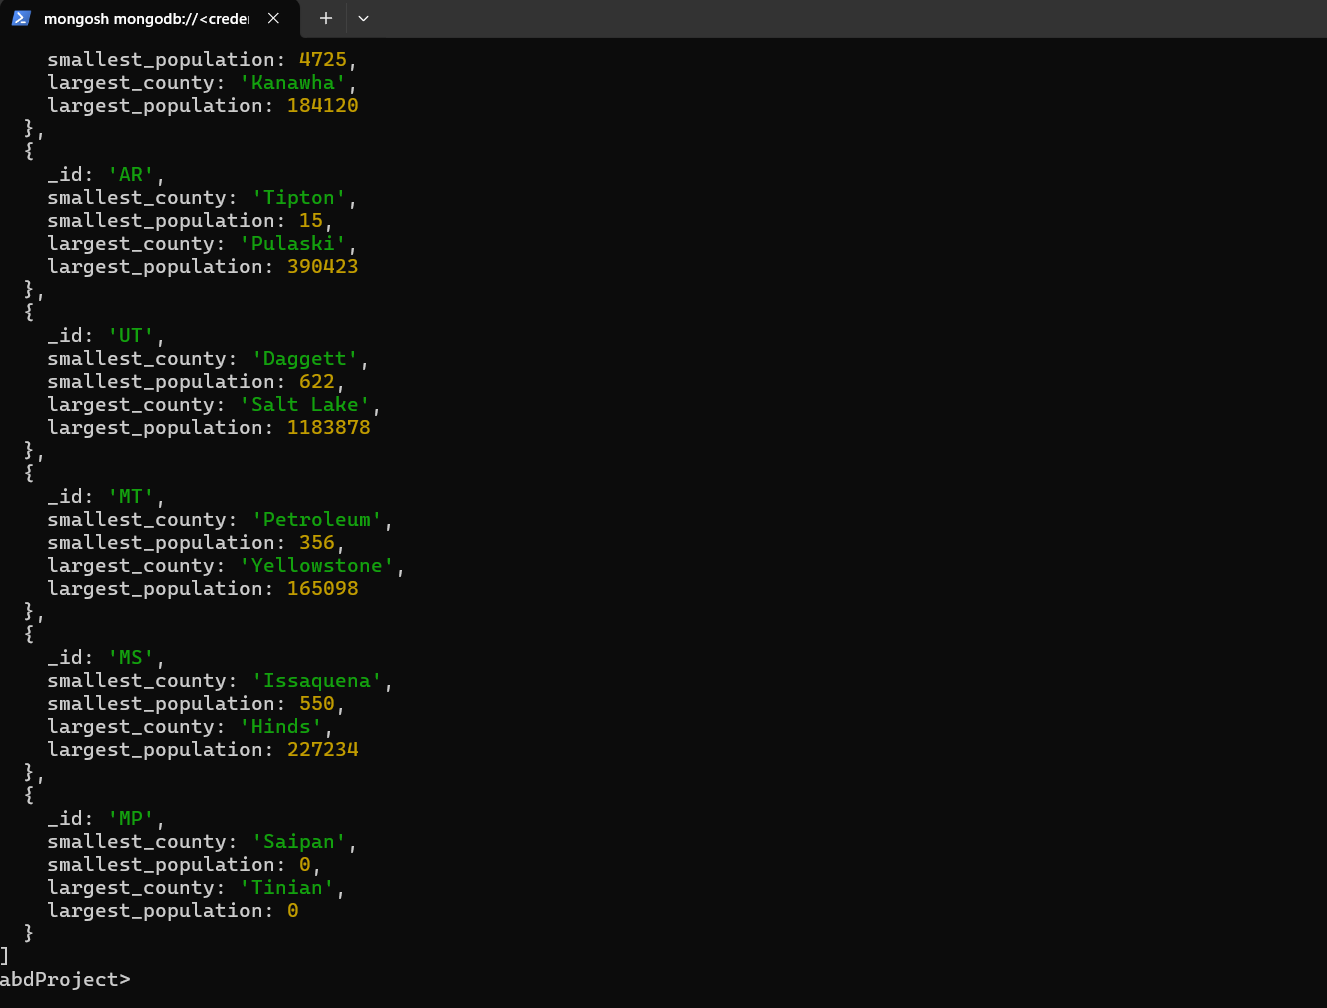 mongosh mongodb://<creder
smallest_population: 4725,
largest_county: 'Kanawha',
largest_population: 184120
},
{
_id: 'AR',
smallest_county: 'Tipton',
smallest_population: 15,
largest_county: 'Pulaski',
largest_population: 390423
},
{
_id: 'UT',
smallest_county: 'Daggett',
smallest_population: 622,
largest_county: 'Salt Lake',
largest_population: 1183878
},
{
_id: 'MT',
smallest_county: 'Petroleum',
smallest_population: 356,
largest_county: 'Yellowstone',
largest_population: 165098
},
{
_id: 'MS',
smallest_county: 'Issaquena',
smallest_population: 550,
largest_county: 'Hinds',
largest_population: 227234
},
{
_id: 'MP',
smallest_county: 'Saipan',
smallest_population: 0,
largest_county: 'Tinian',
largest_population: 0
}
]
abdProject>